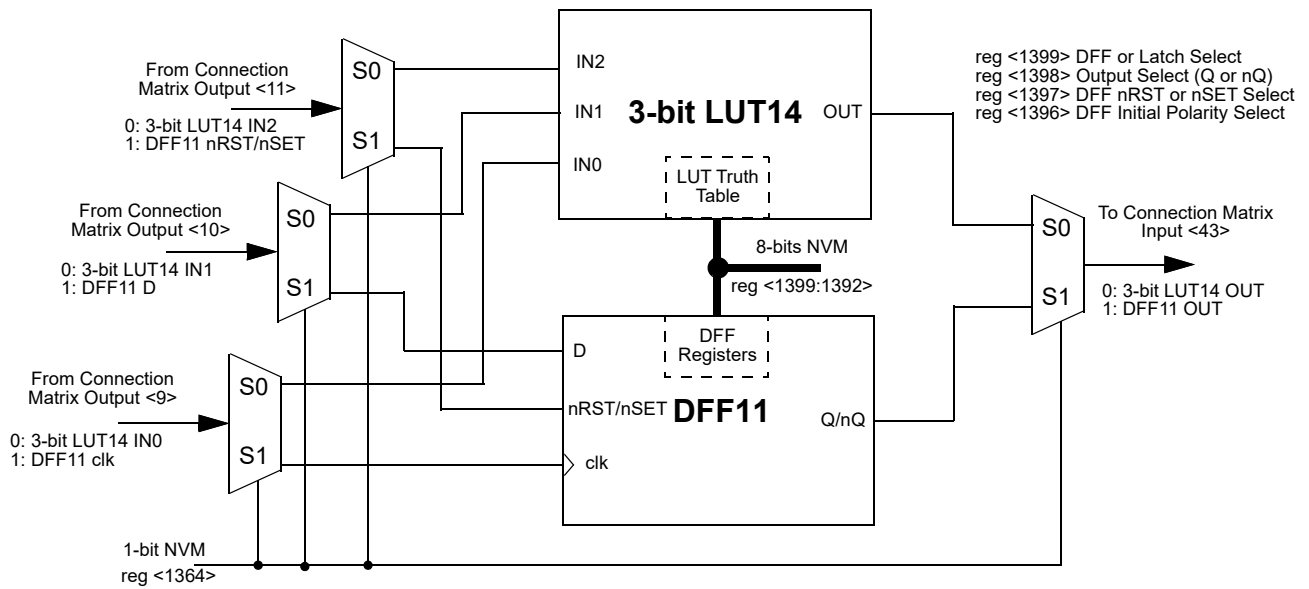 From Connection
Matrix Output <11>
0: 3-bit LUT14 IN2
1: DFF11 nRST/nSET
S0
S1
From Connection
Matrix Output <10>
0: 3-bit LUT14 IN1
1: DFF11 D
S0
S1
From Connection
Matrix Output <9>
0: 3-bit LUT14 IN0
1: DFF11 clk
S0
S1
1-bit NVM
reg <1364>
IN2
IN1
IN0
3-bit LUT14
OUT
LUT Truth
Table
8-bits NVM
reg <1399:1392>
DFF
Registers
D
nRST/nSET
DFF11
Q/nQ
clk
reg <1399> DFF or Latch Select
reg <1398> Output Select (Q or nQ)
reg <1397> DFF nRST or nSET Select
reg <1396> DFF Initial Polarity Select
S0
S1
To Connection Matrix
Input <43>
0: 3-bit LUT14 OUT
1: DFF11 OUT